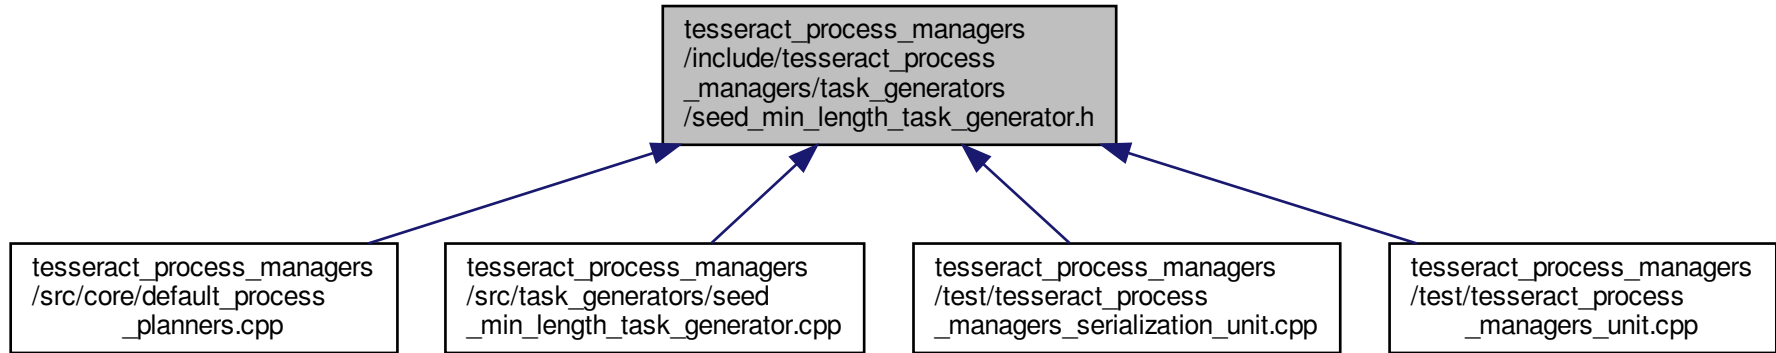 tesseract_process_managers
/include/tesseract_process
_managers/task_generators
/seed_min_length_task_generator.h
tesseract_process_managers
/src/core/default_process
_planners.cpp
tesseract_process_managers
/src/task_generators/seed
_min_length_task_generator.cpp
tesseract_process_managers
/test/tesseract_process
_managers_serialization_unit.cpp
tesseract_process_managers
/test/tesseract_process
_managers_unit.cpp